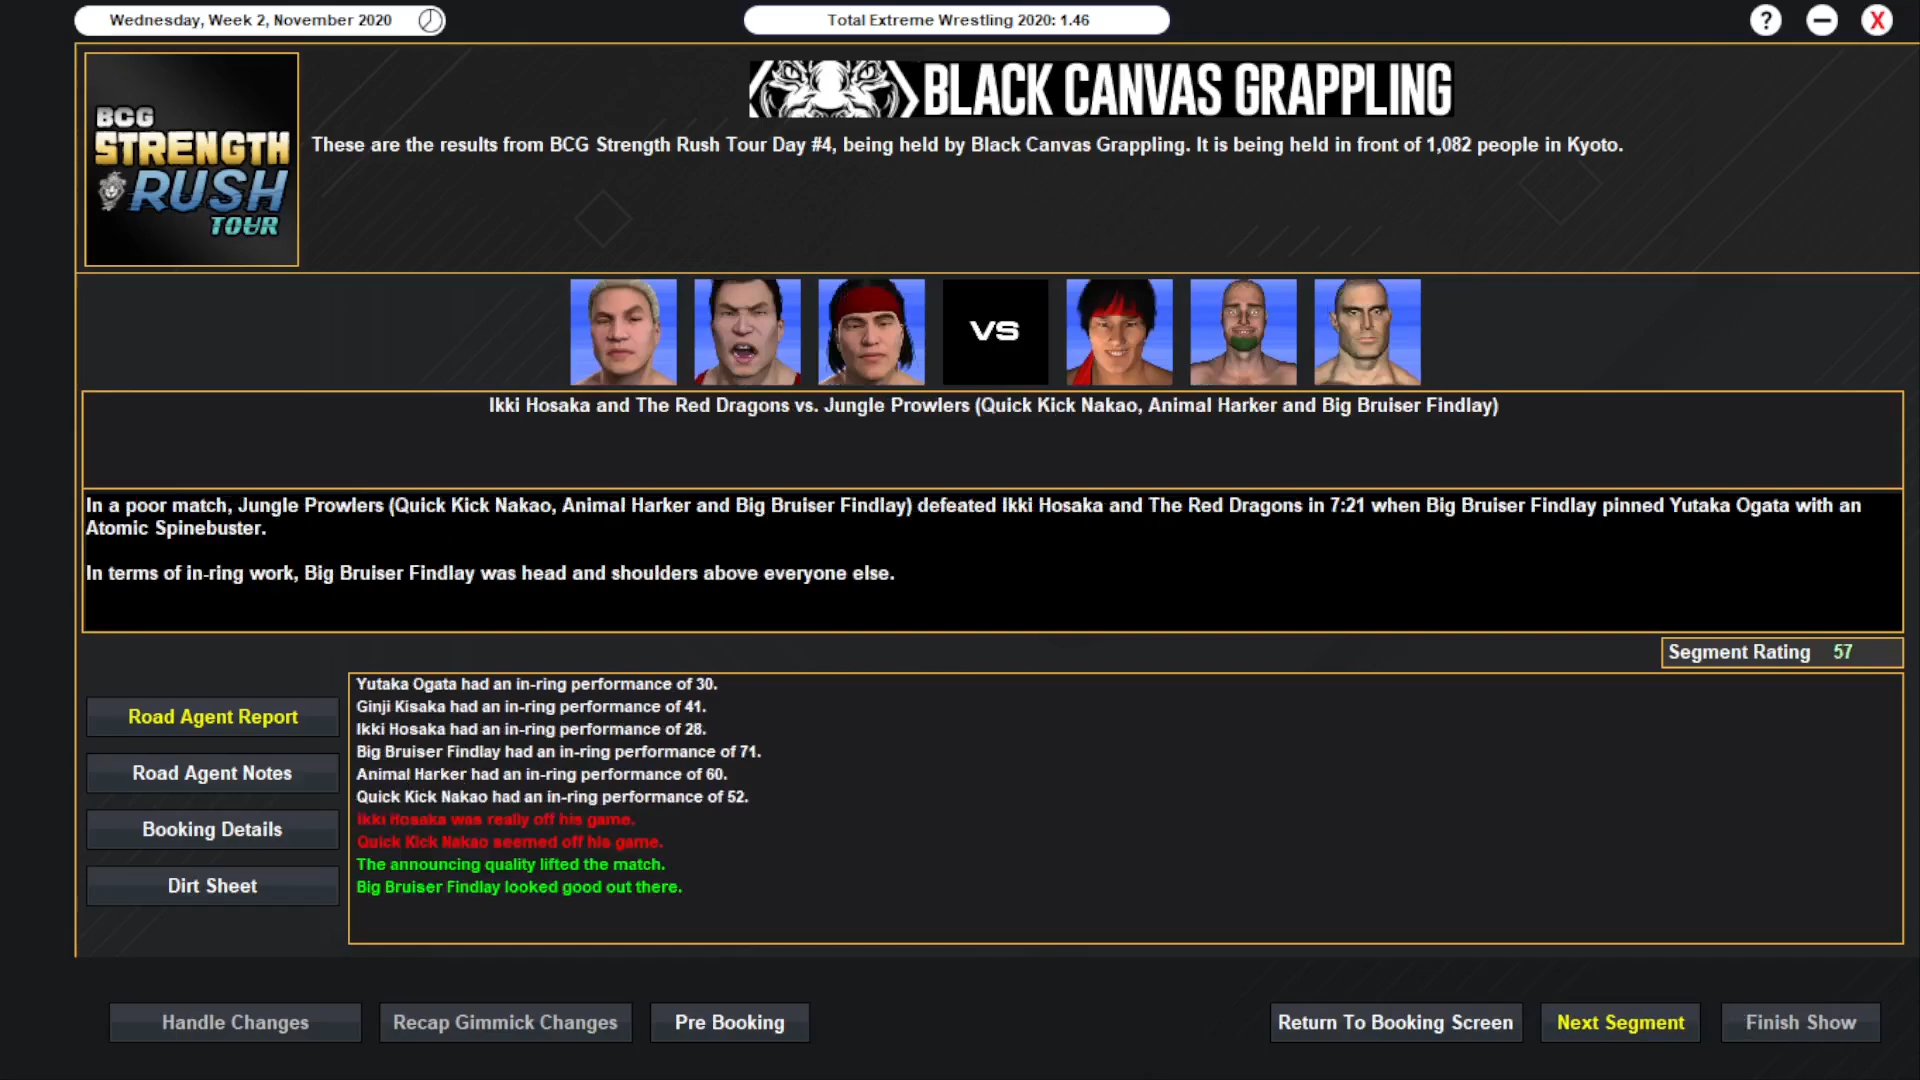 Wednesday, Week 2, November 2020
Total Extreme Wrestling 2020: 1.46
?
X
BCG
STRENGTH
RUSH
TOUR
BLACK CANVAS GRAPPLING
These are the results from BCG Strength Rush Tour Day #4, being held by Black Canvas Grappling. It is being held in front of 1,082 people in Kyoto.
VS
Ikki Hosaka and The Red Dragons vs. Jungle Prowlers (Quick Kick Nakao, Animal Harker and Big Bruiser Findlay)
In a poor match, Jungle Prowlers (Quick Kick Nakao, Animal Harker and Big Bruiser Findlay) defeated Ikki Hosaka and The Red Dragons in 7:21 when Big Bruiser Findlay pinned Yutaka Ogata with an
Atomic Spinebuster.
In terms of in-ring work, Big Bruiser Findlay was head and shoulders above everyone else.
Segment Rating 57
Road Agent Report
Road Agent Notes
Booking Details
Dirt Sheet
Yutaka Ogata had an in-ring performance of 30.
Ginji Kisaka had an in-ring performance of 41.
Ikki Hosaka had an in-ring performance of 28.
Big Bruiser Findlay had an in-ring performance of 71.
Animal Harker had an in-ring performance of 60.
Quick Kick Nakao had an in-ring performance of 52.
Ikki Hosaka was really off his game.
Quick Kick Nakao seemed off his game.
The announcing quality lifted the match.
Big Bruiser Findlay looked good out there.
Handle Changes
Recap Gimmick Changes
Pre Booking
Return To Booking Screen
Next Segment
Finish Show